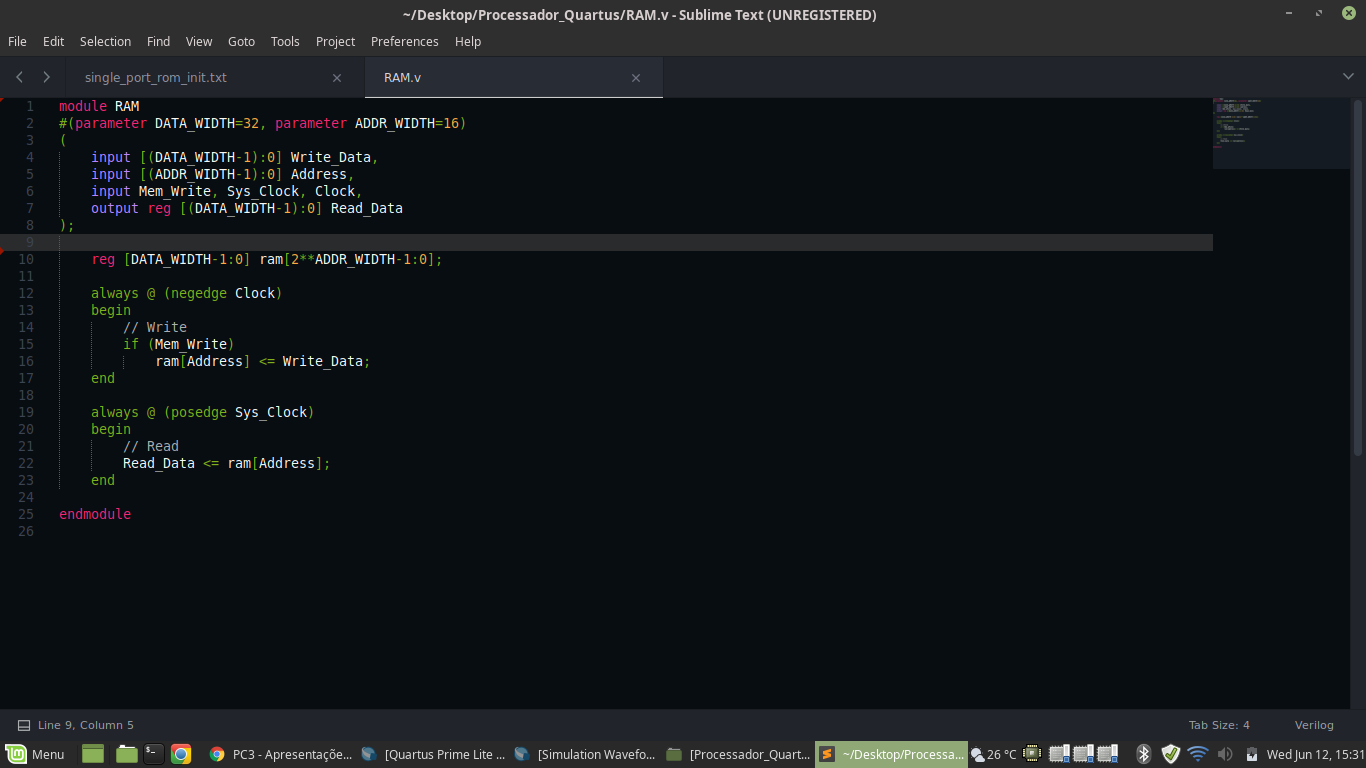 ~/Desktop/Processador_Quartus/RAM.v - Sublime Text (UNREGISTERED)
File Edit Selection Find View Goto Tools Project Preferences Help
single_port_rom_init.txt RAM.v
1 module RAM
2 #(parameter DATA_WIDTH=32, parameter ADDR_WIDTH=16)
3 (
4 input [(DATA_WIDTH-1):0] Write_Data,
5 input [(ADDR_WIDTH-1):0] Address,
6 input Mem_Write, Sys_Clock, Clock,
7 output reg [(DATA_WIDTH-1):0] Read_Data
8 );
9
10 reg [DATA_WIDTH-1:0] ram[2**ADDR_WIDTH-1:0];
11
12 always @ (negedge Clock)
13 begin
14 // Write
15 if (Mem_Write)
16 ram[Address] <= Write_Data;
17 end
18
19 always @ (posedge Sys_Clock)
20 begin
21 // Read
22 Read_Data <= ram[Address];
23 end
24
25 endmodule
26
Line 9, Column 5 Tab Size: 4 Verilog
Menu PC3 - Apresentaçõe... [Quartus Prime Lite ... [Simulation Wavefo... [Processador_Quart... ~/Desktop/Processa... 26 °C Wed Jun 12, 15:31